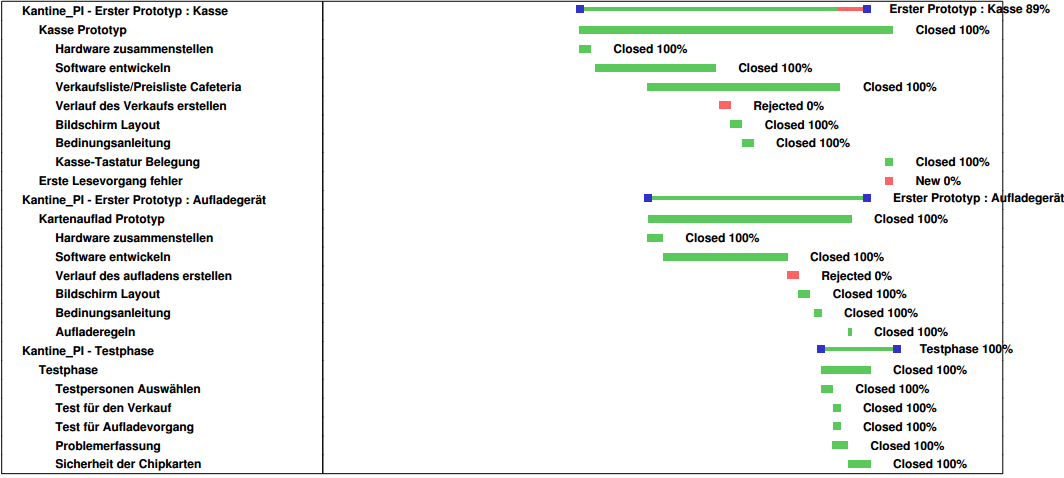 Kantine_PI - Erster Prototyp : Kasse Erster Prototyp : Kasse 89%
Kasse Prototyp Closed 100%
Hardware zusammenstellen Closed 100%
Software entwickeln Closed 100%
Verkaufsliste/Preisliste Cafeteria Closed 100%
Verlauf des Verkaufs erstellen Rejected 0%
Bildschirm Layout Closed 100%
Bedinungsanleitung Closed 100%
Kasse-Tastatur Belegung Closed 100%
Erste Lesevorgang fehler New 0%
Kantine_PI - Erster Prototyp : Aufladegerät Erster Prototyp : Aufladegerät
Kartenauflad Prototyp Closed 100%
Hardware zusammenstellen Closed 100%
Software entwickeln Closed 100%
Verlauf des aufladens erstellen Rejected 0%
Bildschirm Layout Closed 100%
Bedinungsanleitung Closed 100%
Aufladeregeln Closed 100%
Kantine_PI - Testphase Testphase 100%
Testphase Closed 100%
Testpersonen Auswählen Closed 100%
Test für den Verkauf Closed 100%
Test für Aufladevorgang Closed 100%
Problemerfassung Closed 100%
Sicherheit der Chipkarten Closed 100%